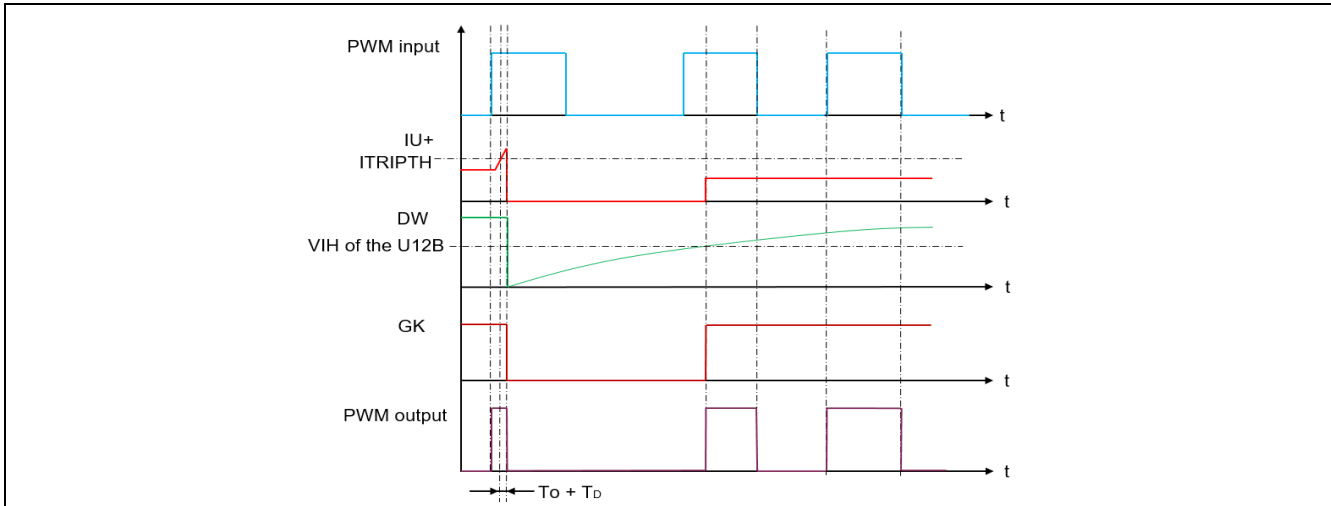 PWM input
t
IU+
ITRIPTH
t
DW
VIH of the U12B
t
GK
t
PWM output
t
To + TD